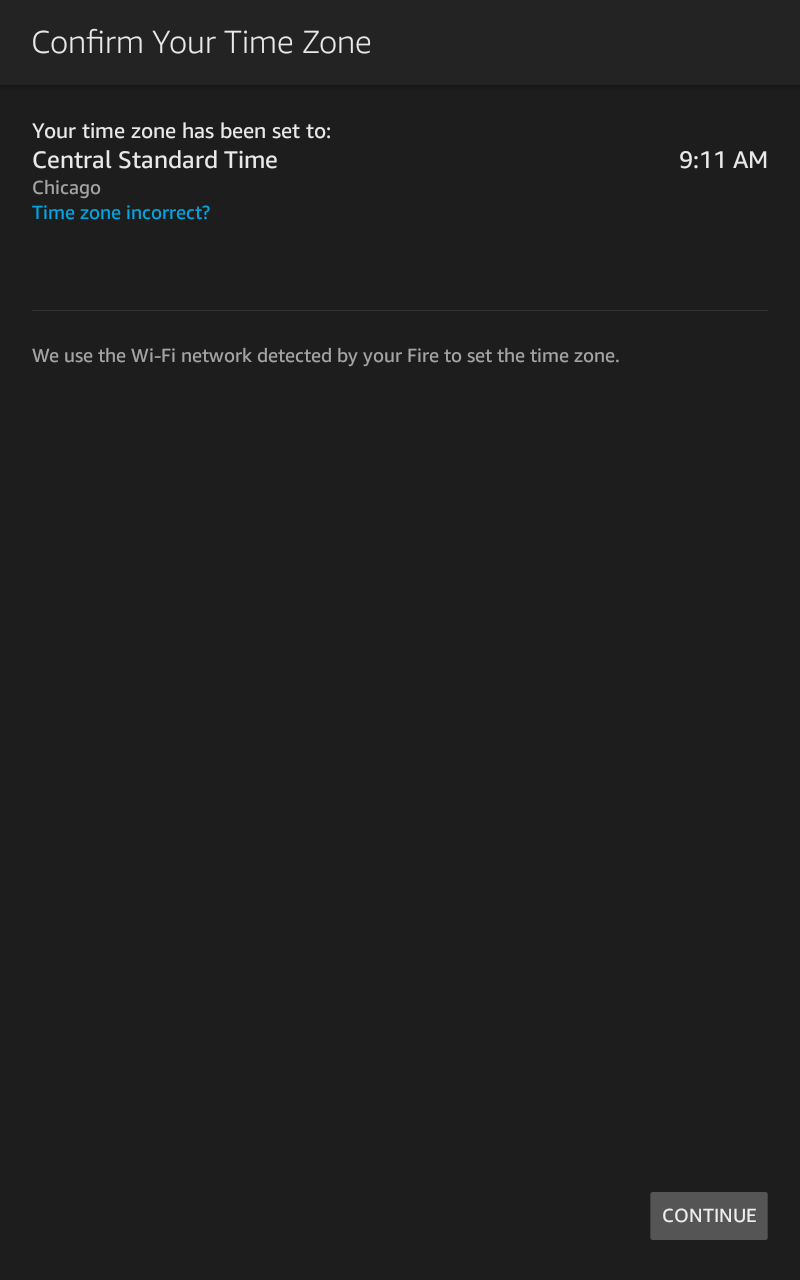 Confirm Your Time Zone
Your time zone has been set to:
Central Standard Time
9:11 AM
Chicago
Time zone incorrect?
We use the Wi-Fi network detected by your Fire to set the time zone.
CONTINUE